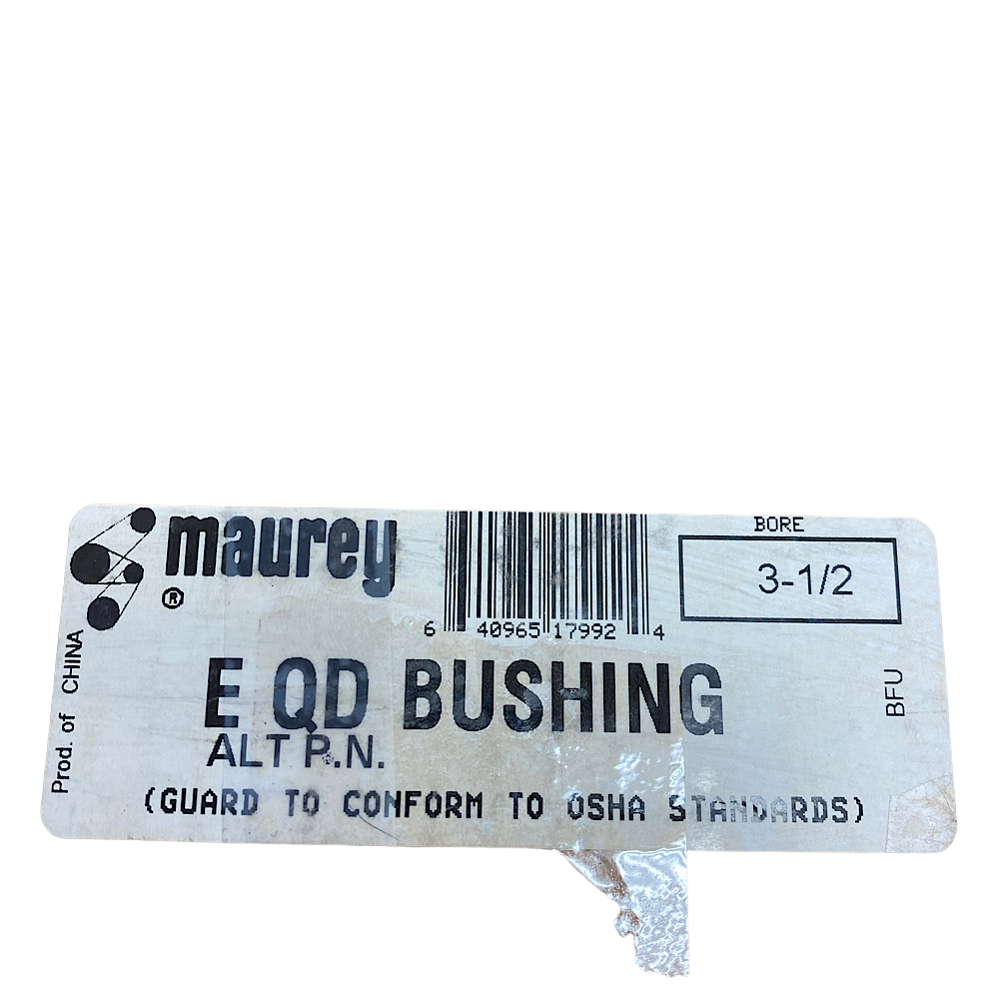 maurey
®
BORE
3-1/2
6 40965 17992 4
E QD BUSHING
ALT P.N.
(GUARD TO CONFORM TO OSHA STANDARDS)
Prod. of CHINA
BFU